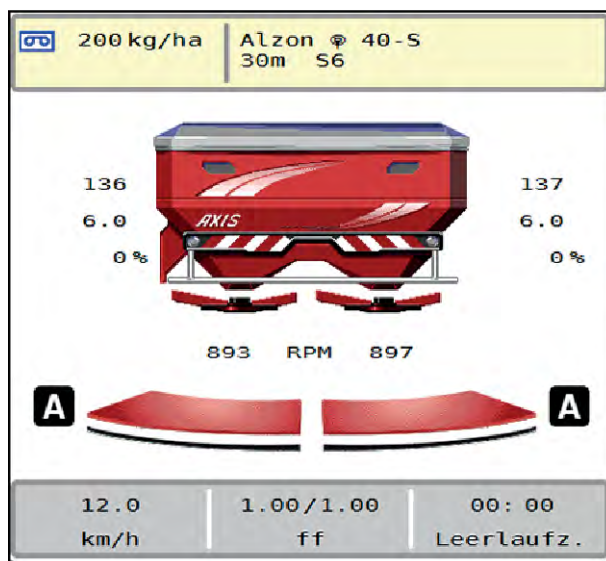 200 kg/ha
Alzon 40-S
30m S6
136
137
6.0
6.0
0 %
0 %
AXIS
893 RPM 897
A
A
12.0
1.00/1.00
00:00
km/h
ff
Leerlaufz.